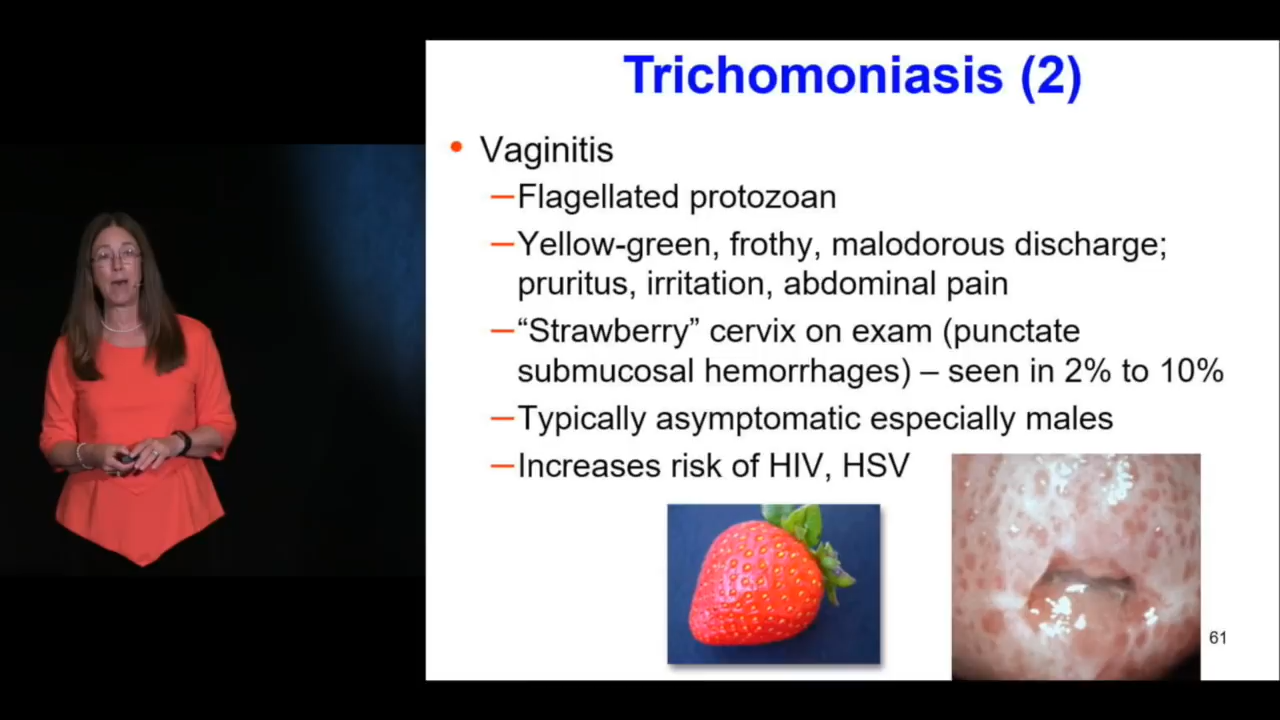 Trichomoniasis (2)
• Vaginitis
–Flagellated protozoan
–Yellow-green, frothy, malodorous discharge;
pruritus, irritation, abdominal pain
–“Strawberry” cervix on exam (punctate
submucosal hemorrhages) – seen in 2% to 10%
–Typically asymptomatic especially males
–Increases risk of HIV, HSV
61